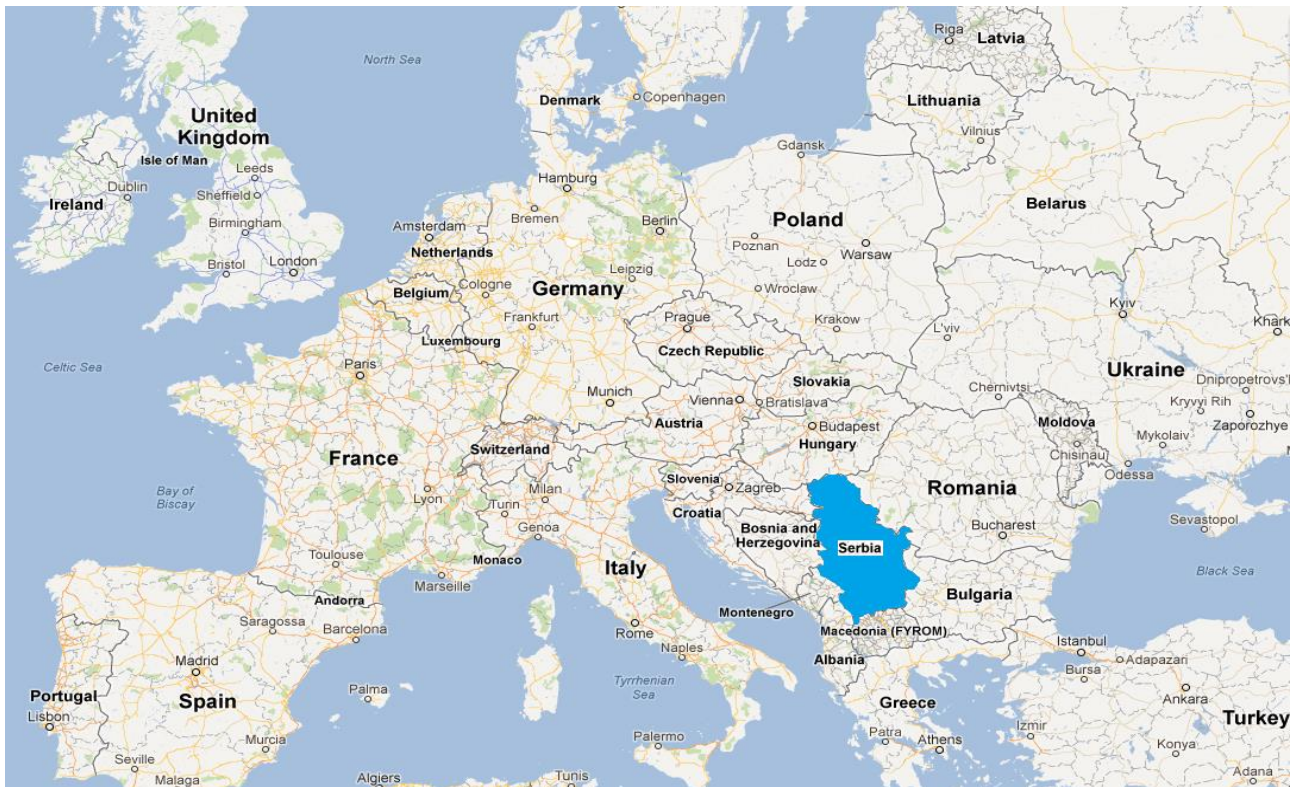 Riga
Latvia
North Sea
Denmark
Copenhagen
Lithuania
Vilnius
United
Kingdom
Isle of Man
Leeds
Dublin
Sheffield
Ireland
Birmingham
Bristol
London
Gdansk
Hamburg
Bremen
Berlin
Amsterdam
Netherlands
Poland
Poznan
Warsaw
Lodz
Belarus
Belgium
Cologne
Germany
Leipzig
Wroclaw
Frankfurt
Luxembourg
Prague
Czech Republic
Krakow
L'viv
Kyiv
Khark
Celtic Sea
Paris
Munich
Vienna
Bratislava
Slovakia
Chernivtsi
Ukraine
Dnipropetrovs'k
Kryvyi Rih
Zaporozhye
Austria
Budapest
Hungary
Moldova
Chisinau
Mykolaiv
Odessa
Switzerland
France
Lyon
Bay of
Biscay
Milan
Slovenia
Zagreb
Croatia
Romania
Bucharest
Sevastopol
Genoa
Bosnia and
Herzegovina
Serbia
Toulouse
Monaco
Marseille
Italy
Black Sea
Andorra
Bulgaria
Montenegro
Saragossa
Barcelona
Rome
Macedonia (FYROM)
Istanbul
Adapazari
Bursa
Naples
Albania
Madrid
Tyrrhenian
Sea
Ankara
Portugal
Spain
Palma
Greece
Lisbon
Izmir
Turkey
Murcia
Palermo
Patra
Athens
Konya
Seville
Malaga
Algiers
Tunis
Adana